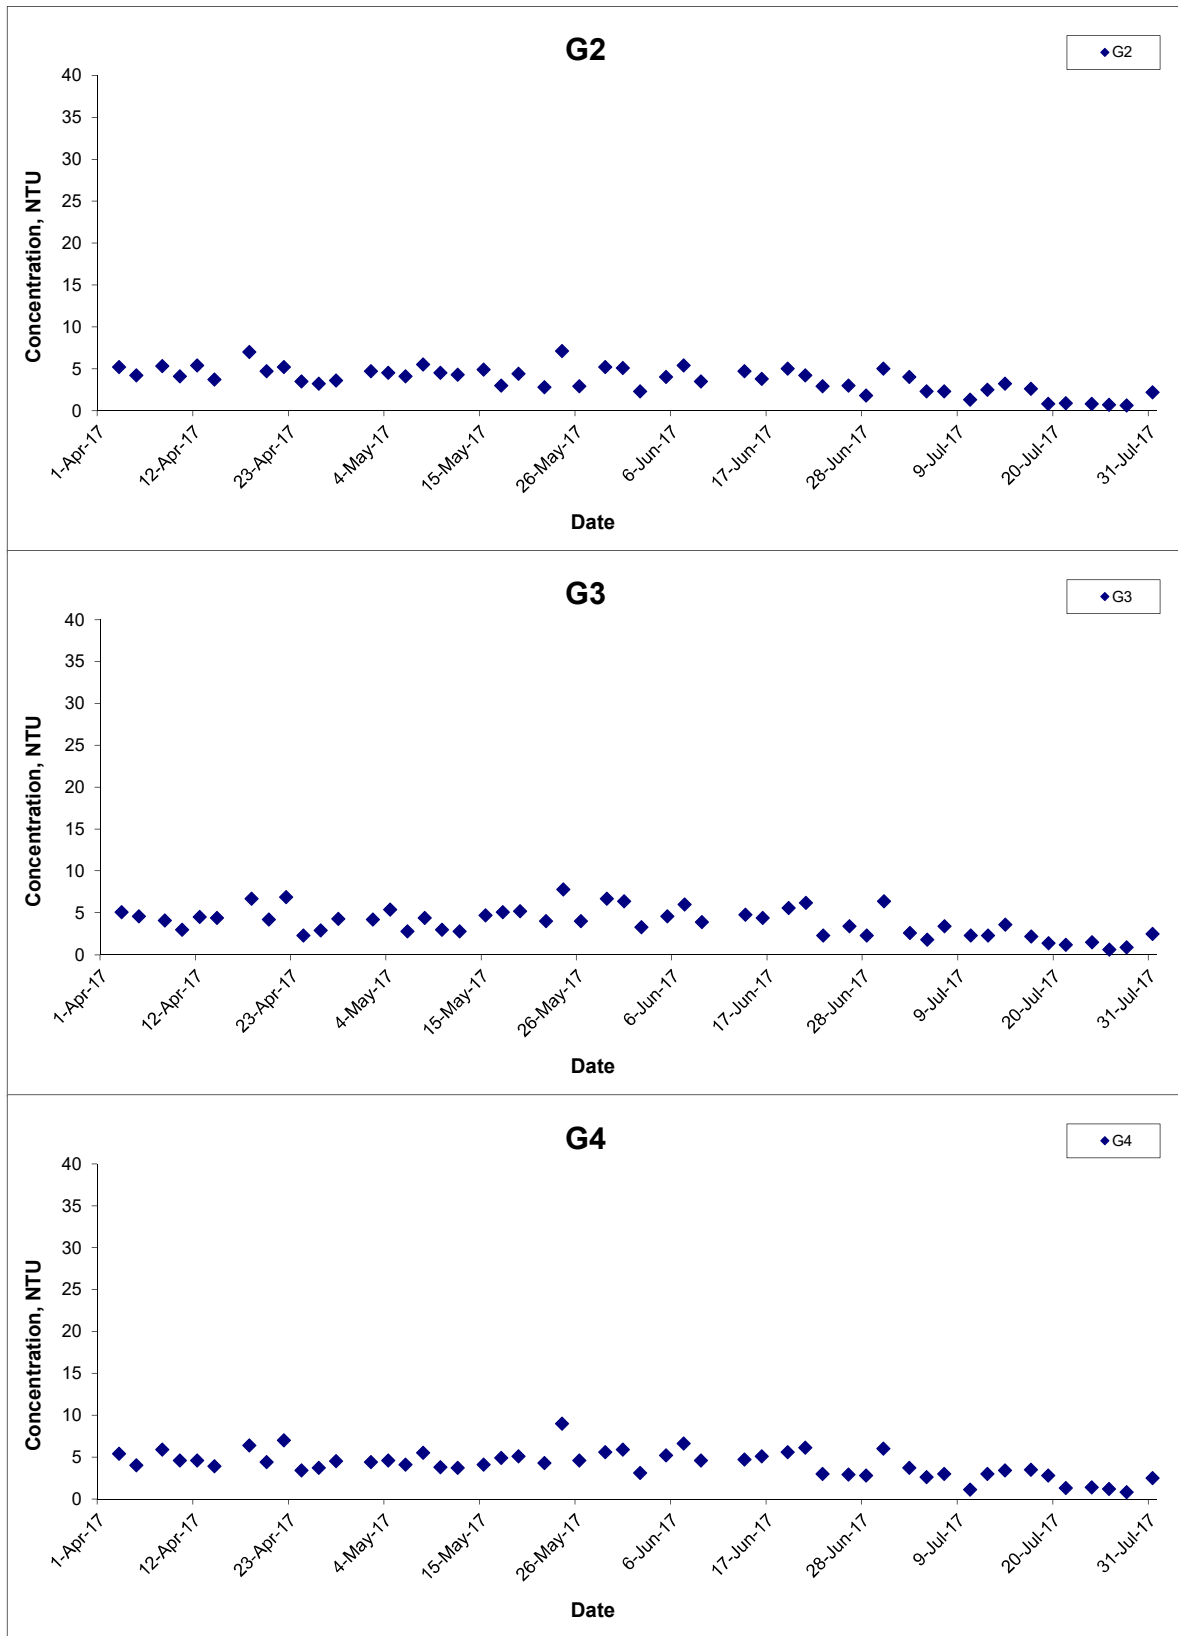 G2
G2
40
35
30
25
20
15
10
5
0
Concentration, NTU
1-Apr-17 12-Apr-17 23-Apr-17 4-May-17 15-May-17 26-May-17 6-Jun-17 17-Jun-17 28-Jun-17 9-Jul-17 20-Jul-17 31-Jul-17
Date
G3
G3
40
35
30
25
20
15
10
5
0
Concentration, NTU
1-Apr-17 12-Apr-17 23-Apr-17 4-May-17 15-May-17 26-May-17 6-Jun-17 17-Jun-17 28-Jun-17 9-Jul-17 20-Jul-17 31-Jul-17
Date
G4
G4
40
35
30
25
20
15
10
5
0
Concentration, NTU
1-Apr-17 12-Apr-17 23-Apr-17 4-May-17 15-May-17 26-May-17 6-Jun-17 17-Jun-17 28-Jun-17 9-Jul-17 20-Jul-17 31-Jul-17
Date